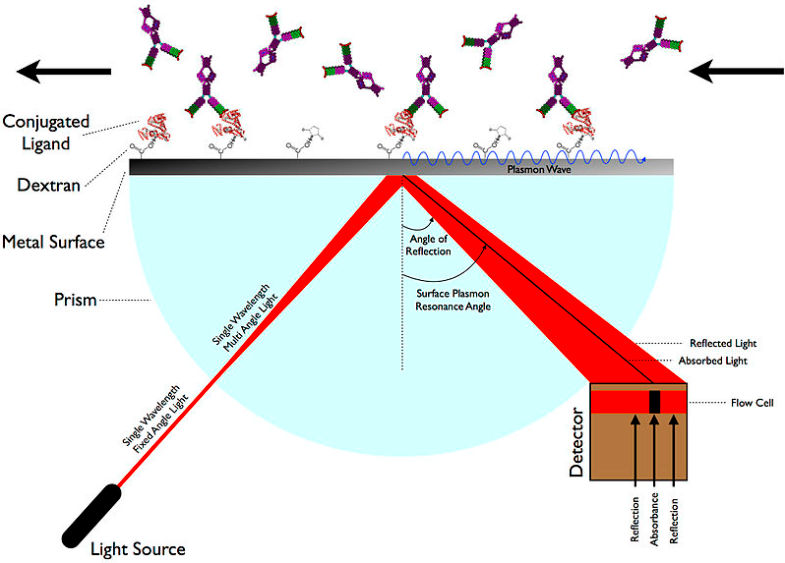 Conjugated
Ligand
Dextran
Metal Surface
Prism
Plasmon Wave
Angle of
Reflection
Surface Plasmon
Resonance Angle
Single Wavelength
Multi Angle Light
Single Wavelength
Fixed Angle Light
Light Source
Reflected Light
Absorbed Light
Flow Cell
Detector
Reflection
Absorbance
Reflection